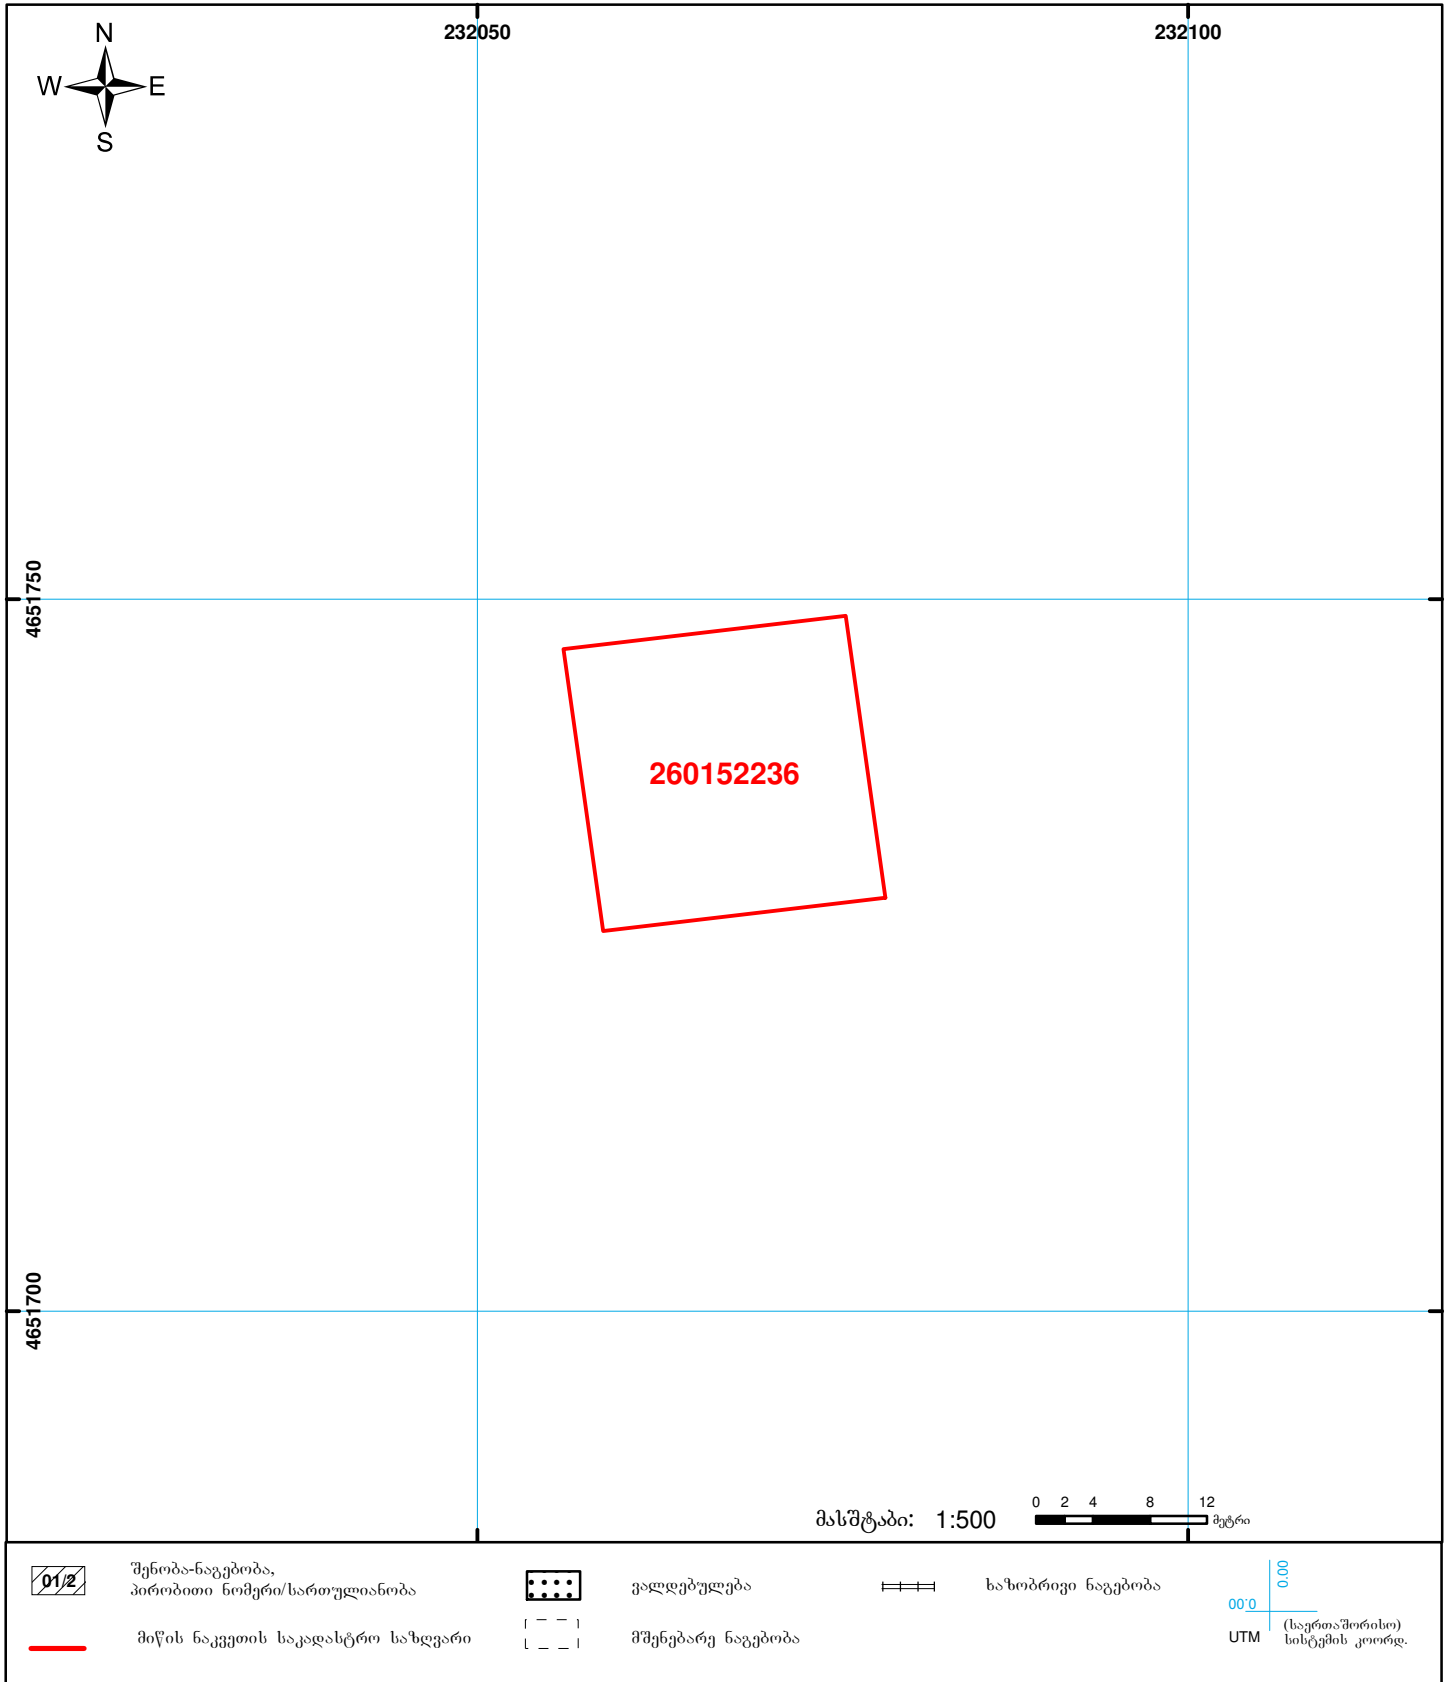 232050
232100
N
W
E
S
4651750
260152236
4651700
მასშტაბი: 1:500
0 2 4 8 12
მეტრი
01/2
შენობა-ნაგებობა,
პირობითი ნომერი/სართულიანობა
ვალდებულება
ხაზობრივი ნაგებობა
მიწის ნაკვეთის საკადასტრო საზღვარი
მშენებარე ნაგებობა
00'0
00'0
UTM
(საერთაშორისო)
სისტემის კოორდ.